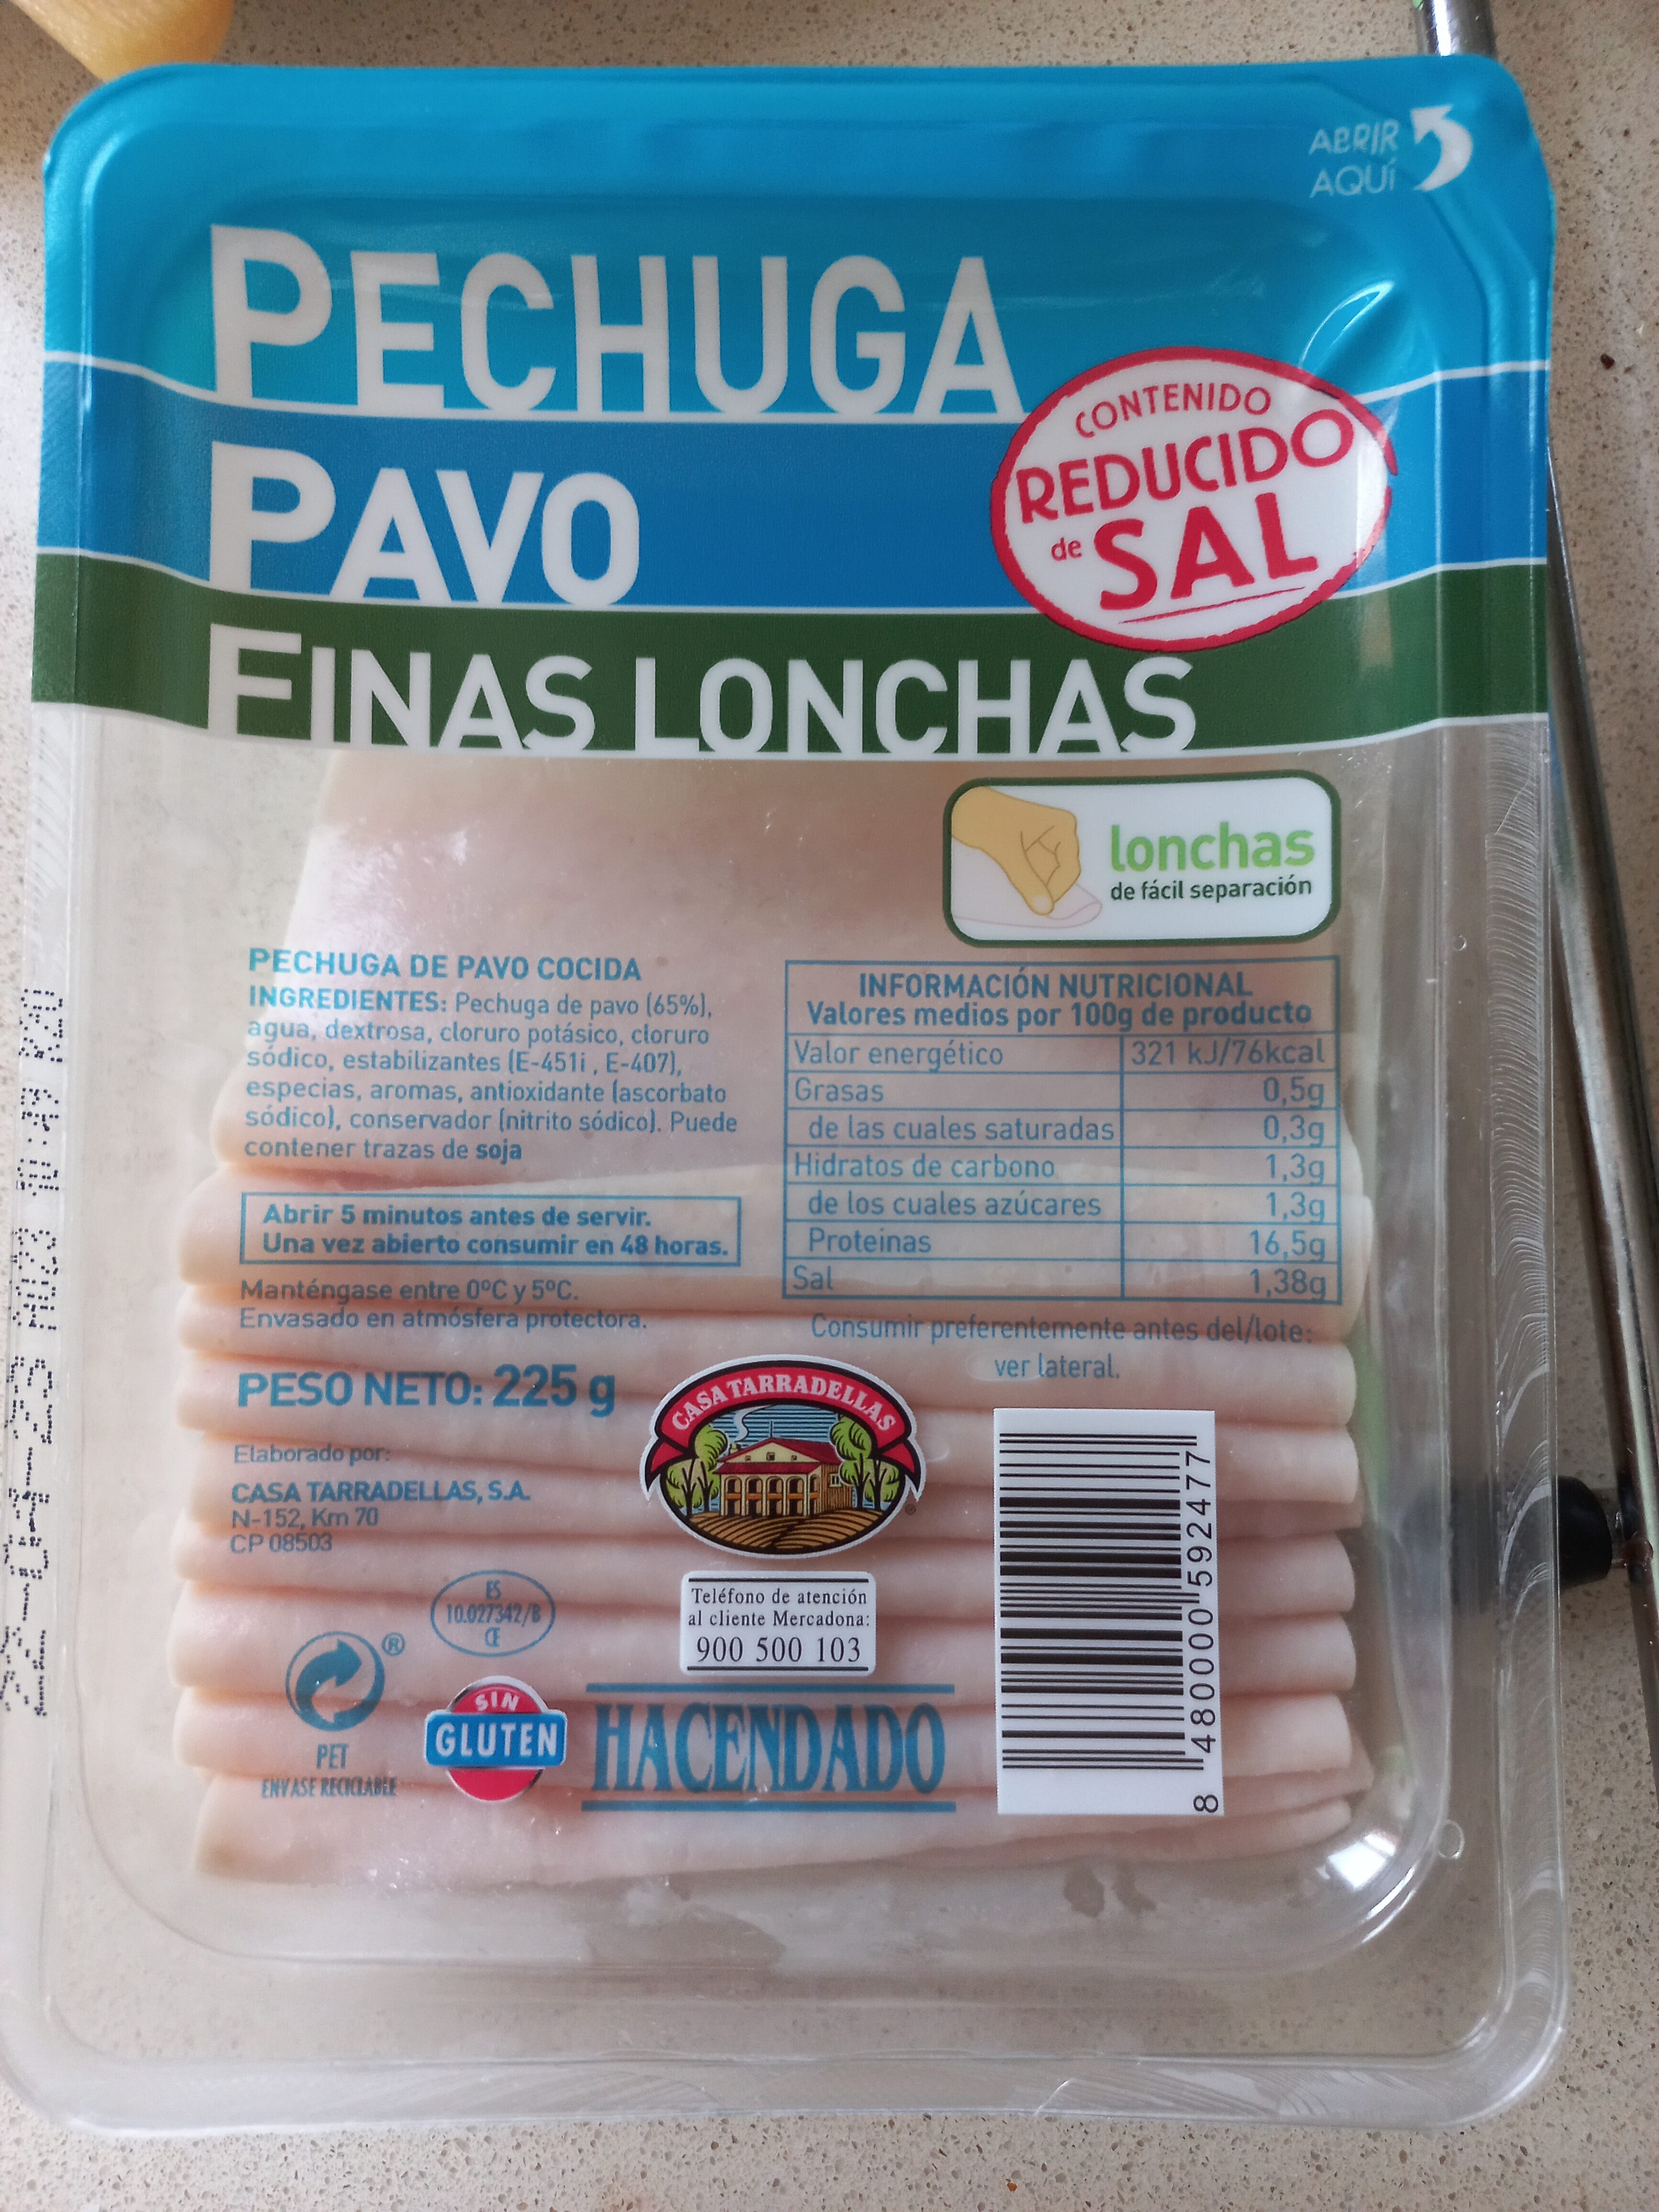 ABRIR
AQUÍ
PECHUGA
PAVO
FINAS LONCHAS
CONTENIDO
REDUCIDO
de SAL
lonchas
de fácil separación
PECHUGA DE PAVO COCIDA
INGREDIENTES: Pechuga de pavo (65%),
agua, dextrosa, cloruro potásico, cloruro
sódico, estabilizantes (E-451i , E-407),
especias, aromas, antioxidante (ascorbato
sódico), conservador (nitrito sódico). Puede
contener trazas de soja
Abrir 5 minutos antes de servir.
Una vez abierto consumir en 48 horas.
Manténgase entre 0ºC y 5ºC.
Envasado en atmósfera protectora.
PESO NETO: 225 g
Elaborado por:
CASA TARRADELLAS, S.A.
N-152, Km 70
CP 08503
ES
10.027342/B
CE
PET
ENVASE RECICLABLE
SIN
GLUTEN
INFORMACIÓN NUTRICIONAL
Valores medios por 100g de producto
Valor energético 321 kJ/76kcal
Grasas 0,5g
de las cuales saturadas 0,3g
Hidratos de carbono 1,3g
de los cuales azúcares 1,3g
Proteinas 16,5g
Sal 1,38g
Consumir preferentemente antes del/lote:
ver lateral.
CASA TARRADELLAS
Teléfono de atención
al cliente Mercadona:
900 500 103
HACENDADO
8 480000 592477